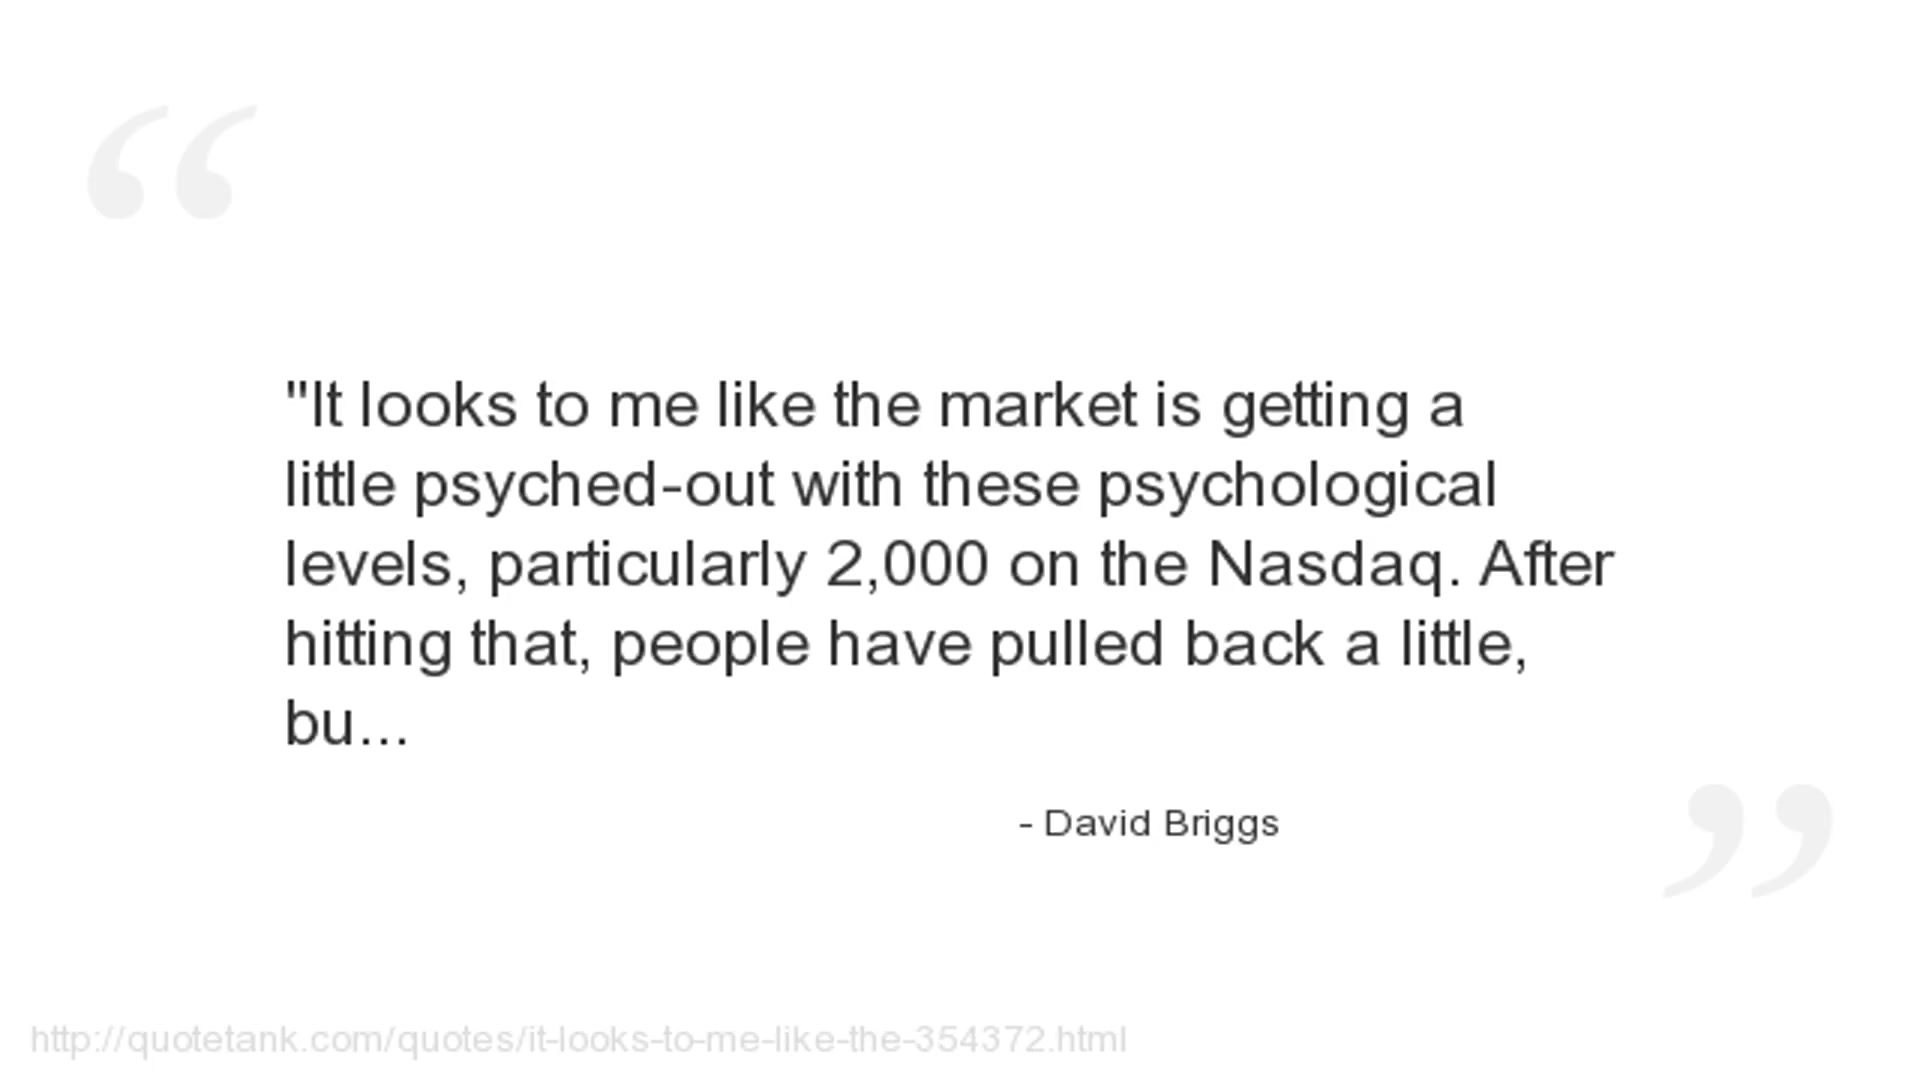 "It looks to me like the market is getting a
little psyched-out with these psychological
levels, particularly 2,000 on the Nasdaq. After
hitting that, people have pulled back a little,
bu...
- David Briggs
http://quotetank.com/quotes/it-looks-to-me-like-the-354372.html